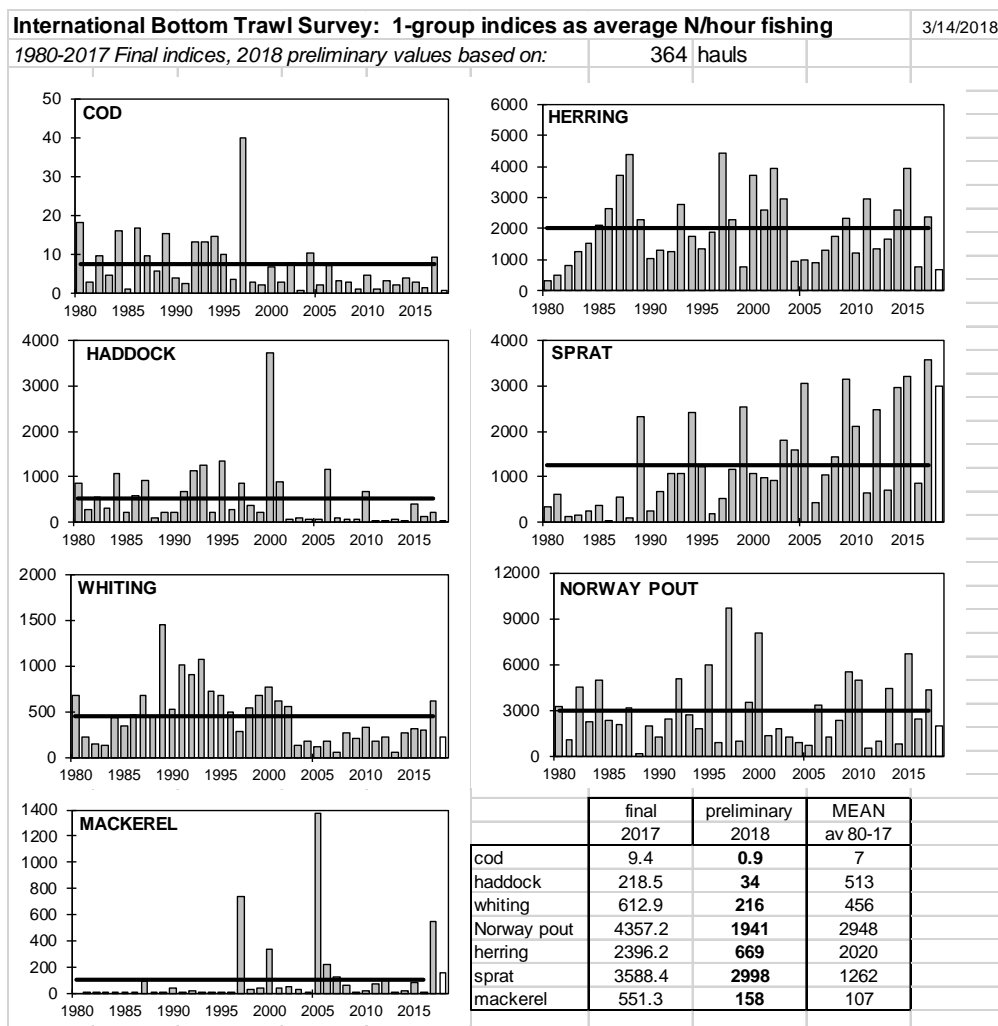 International Bottom Trawl Survey: 1-group indices as average N/hour fishing 3/14/2018
1980-2017 Final indices, 2018 preliminary values based on: 364 hauls
COD
50
40
30
20
10
0
1980 1985 1990 1995 2000 2005 2010 2015
HERRING
6000
5000
4000
3000
2000
1000
0
1980 1985 1990 1995 2000 2005 2010 2015
HADDOCK
4000
3000
2000
1000
0
1980 1985 1990 1995 2000 2005 2010 2015
SPRAT
4000
3000
2000
1000
0
1980 1985 1990 1995 2000 2005 2010 2015
WHITING
2000
1500
1000
500
0
1980 1985 1990 1995 2000 2005 2010 2015
NORWAY POUT
12000
9000
6000
3000
0
1980 1985 1990 1995 2000 2005 2010 2015
MACKEREL
1400
1200
1000
800
600
400
200
0
1980 1985 1990 1995 2000 2005 2010 2015
final preliminary MEAN
2017 2018 av 80-17
cod 9.4 0.9 7
haddock 218.5 34 513
whiting 612.9 216 456
Norway pout 4357.2 1941 2948
herring 2396.2 669 2020
sprat 3588.4 2998 1262
mackerel 551.3 158 107